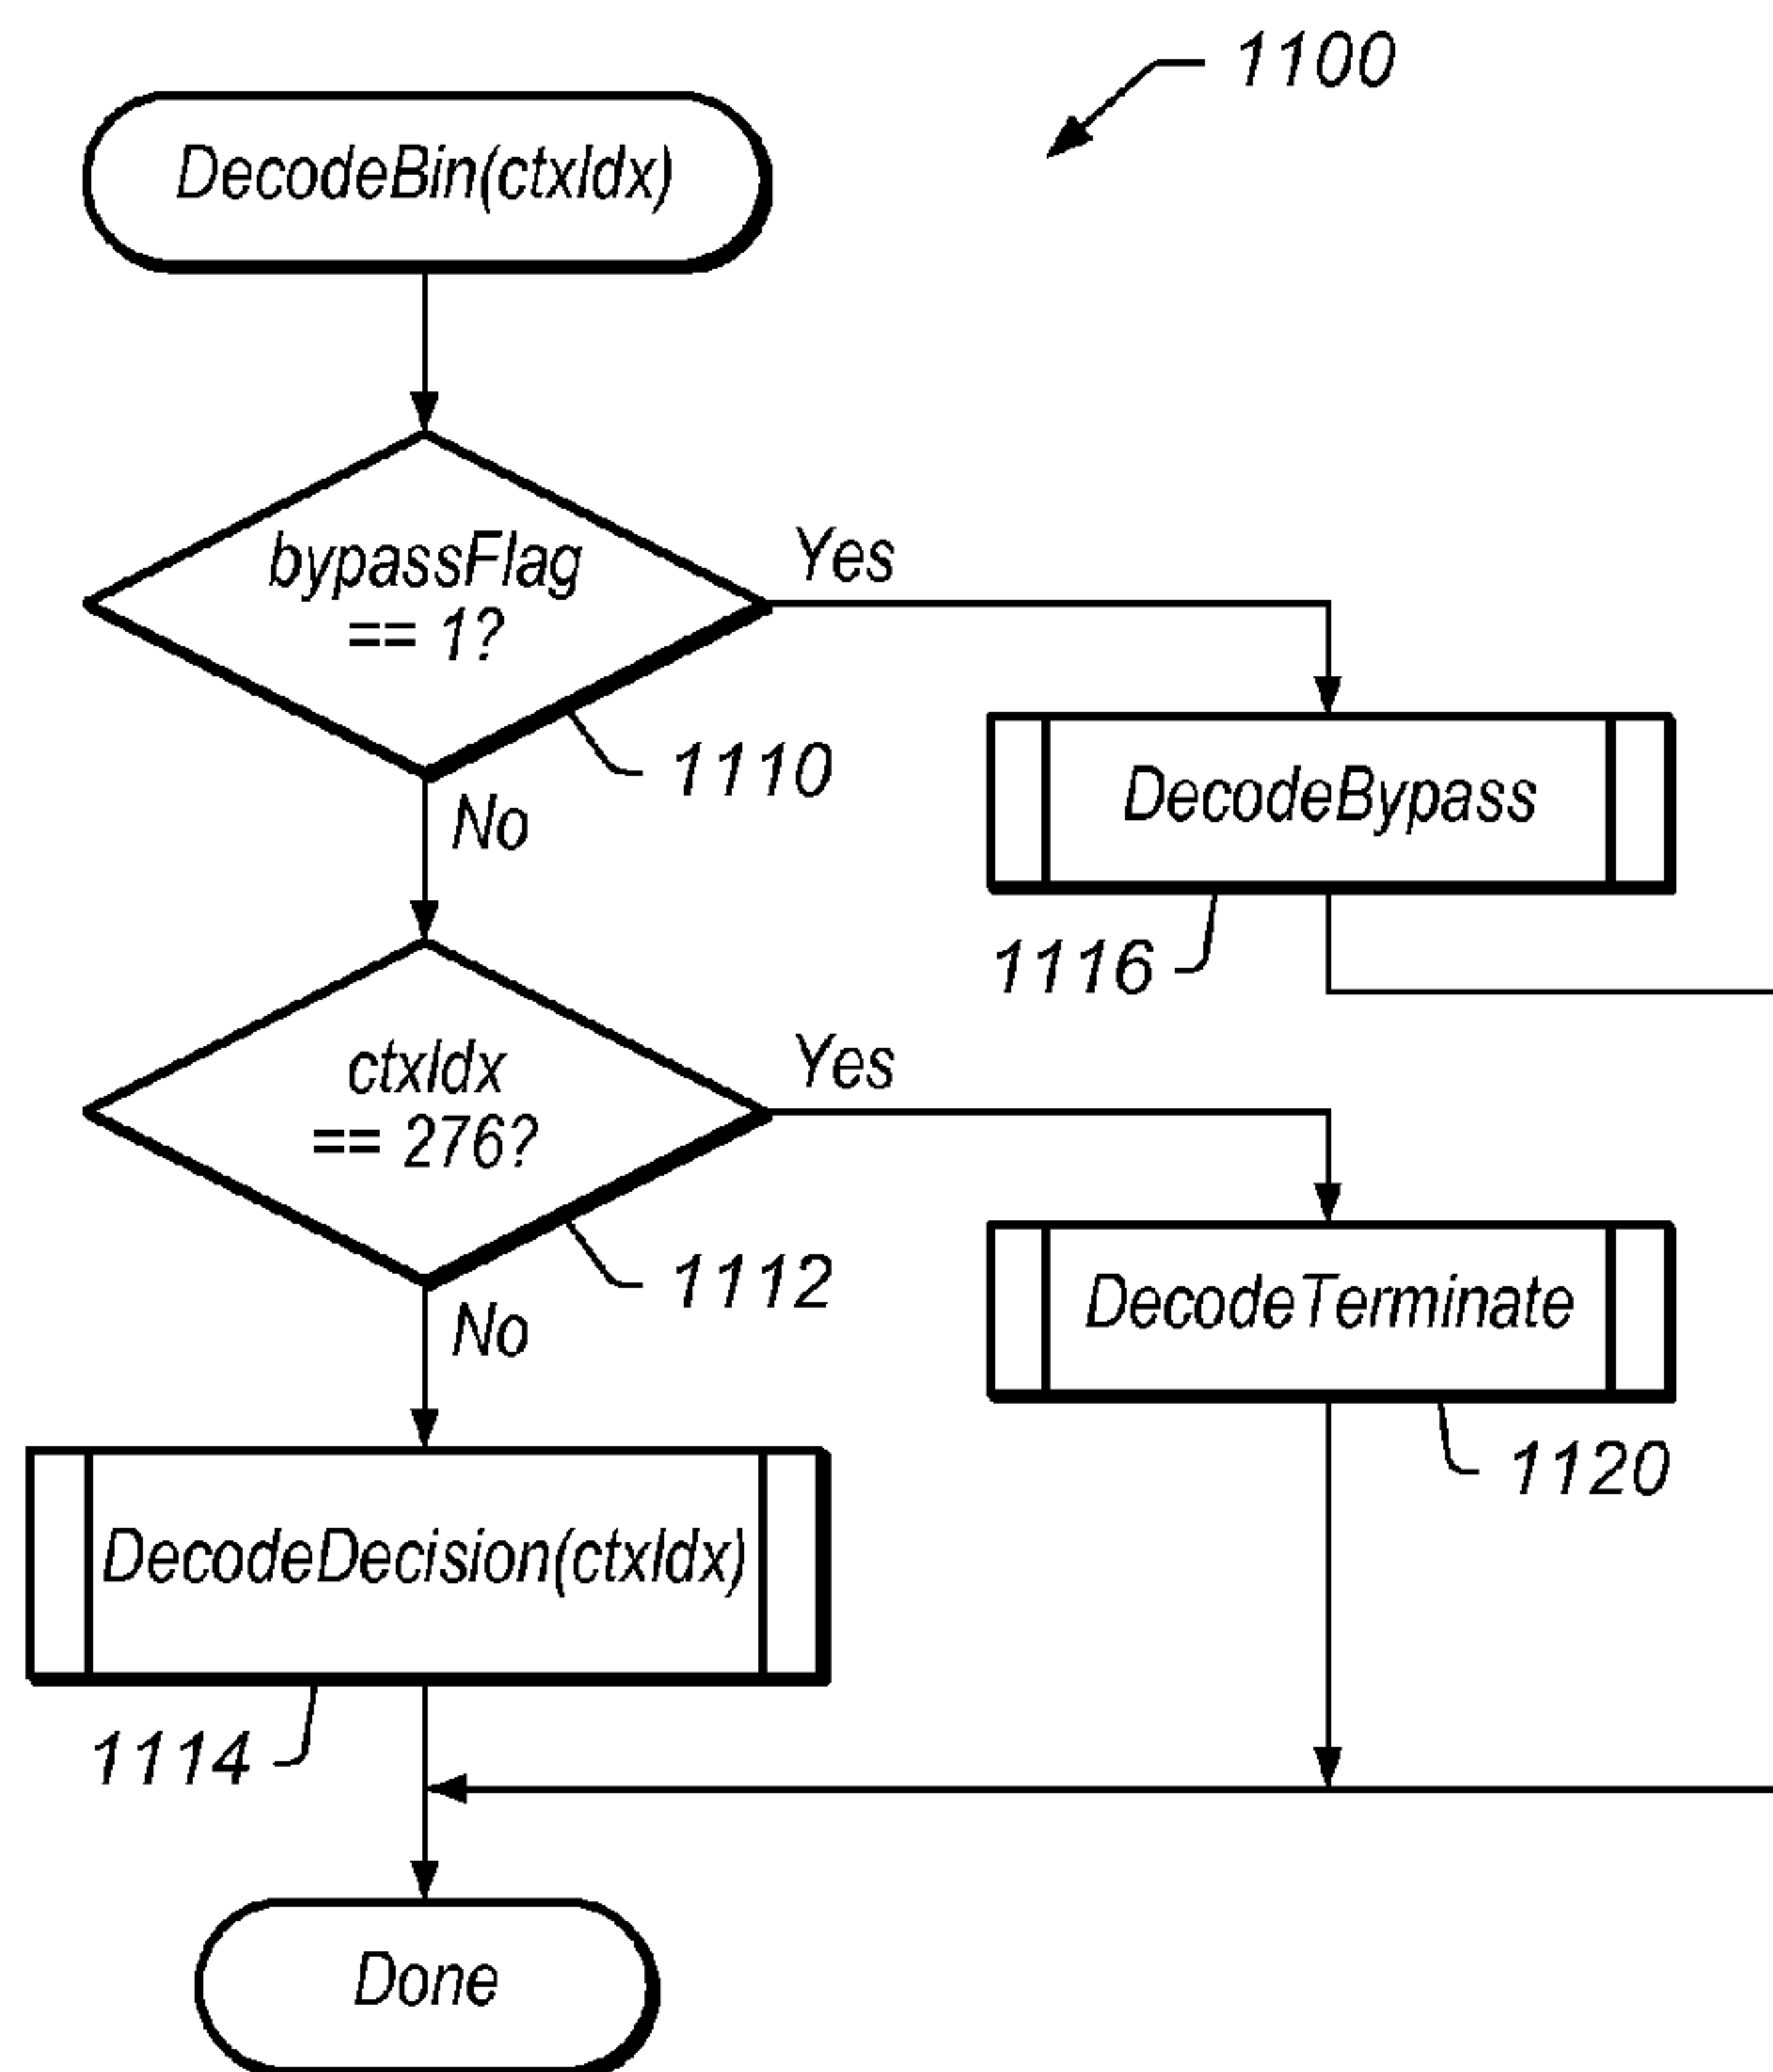 1100
DecodeBin(ctxIdx)
bypassFlag
== 1?
Yes
1110
No
DecodeBypass
1116
ctxIdx
== 276?
Yes
1112
No
DecodeTerminate
1120
DecodeDecision(ctxIdx)
1114
Done